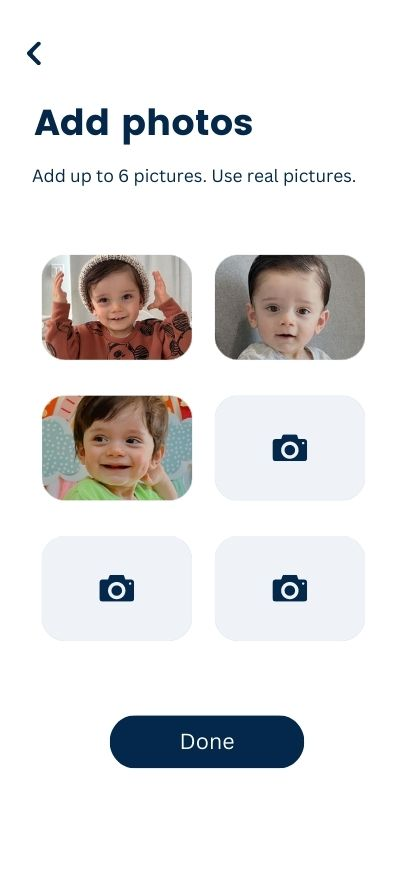 Add photos
Add up to 6 pictures. Use real pictures.
Done